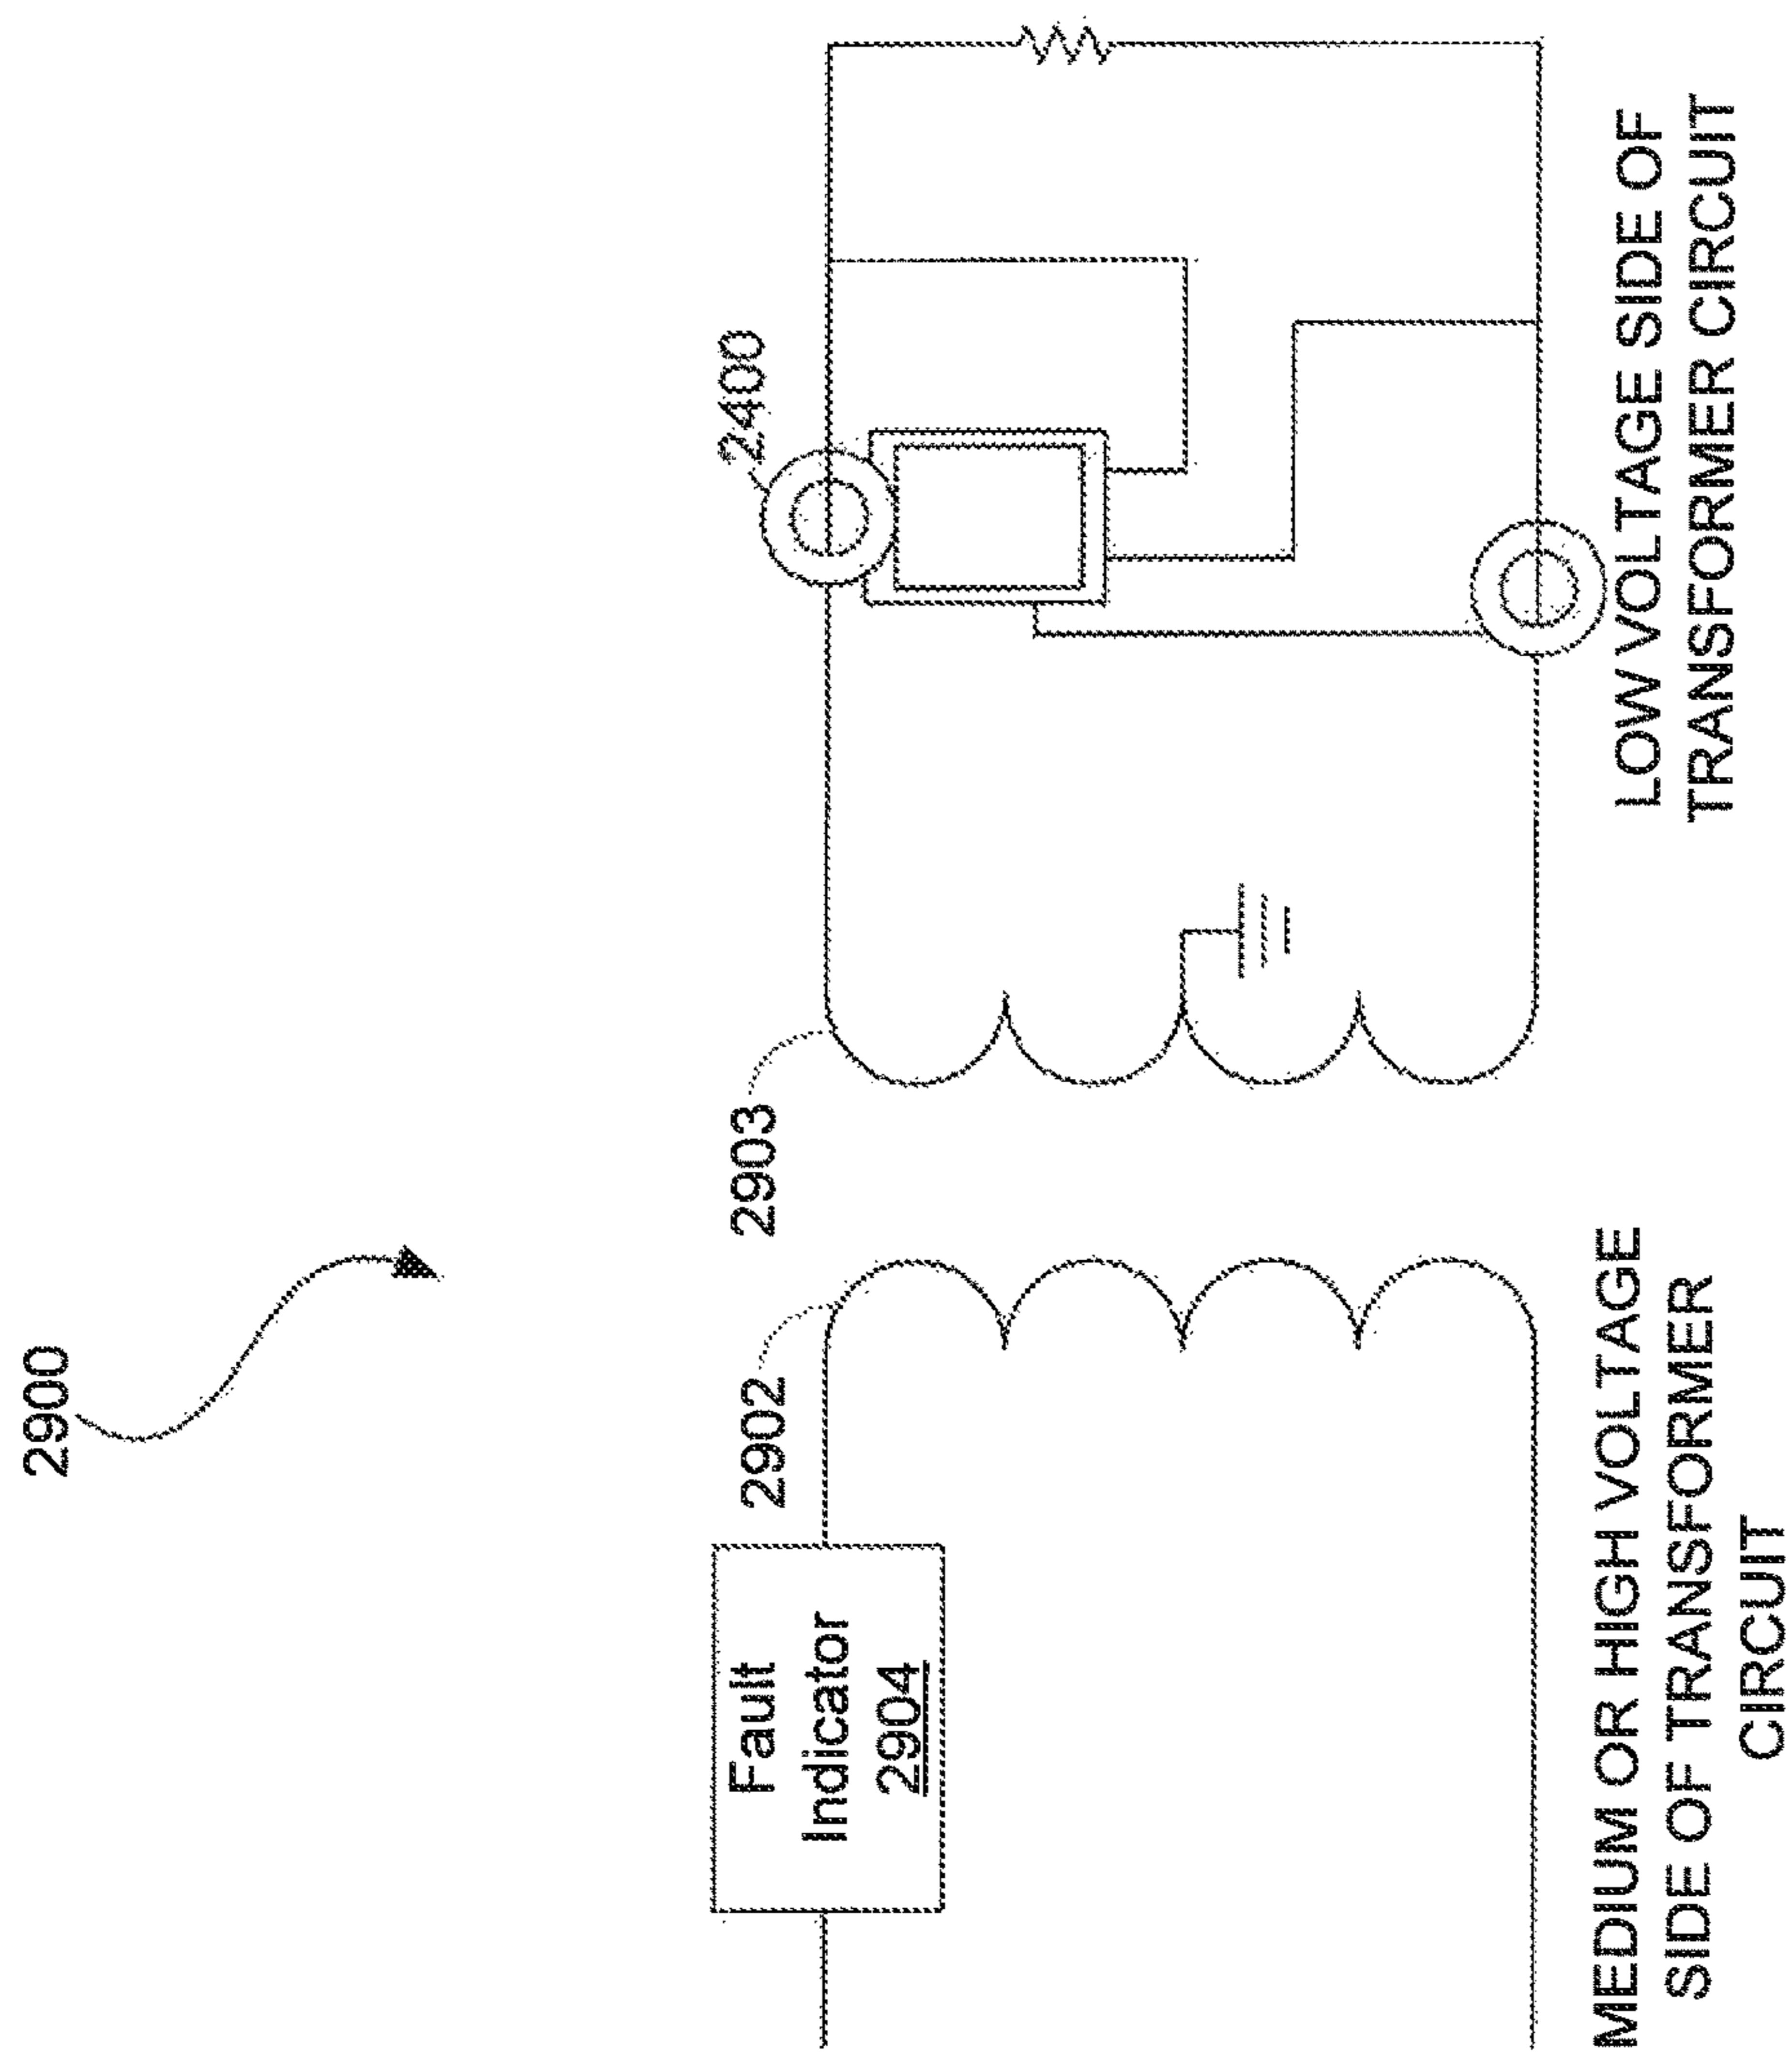 2900
Fault
Indicator
2904
2902
2903
2400
MEDIUM OR HIGH VOLTAGE
SIDE OF TRANSFORMER
CIRCUIT
LOW VOLTAGE SIDE OF
TRANSFORMER CIRCUIT